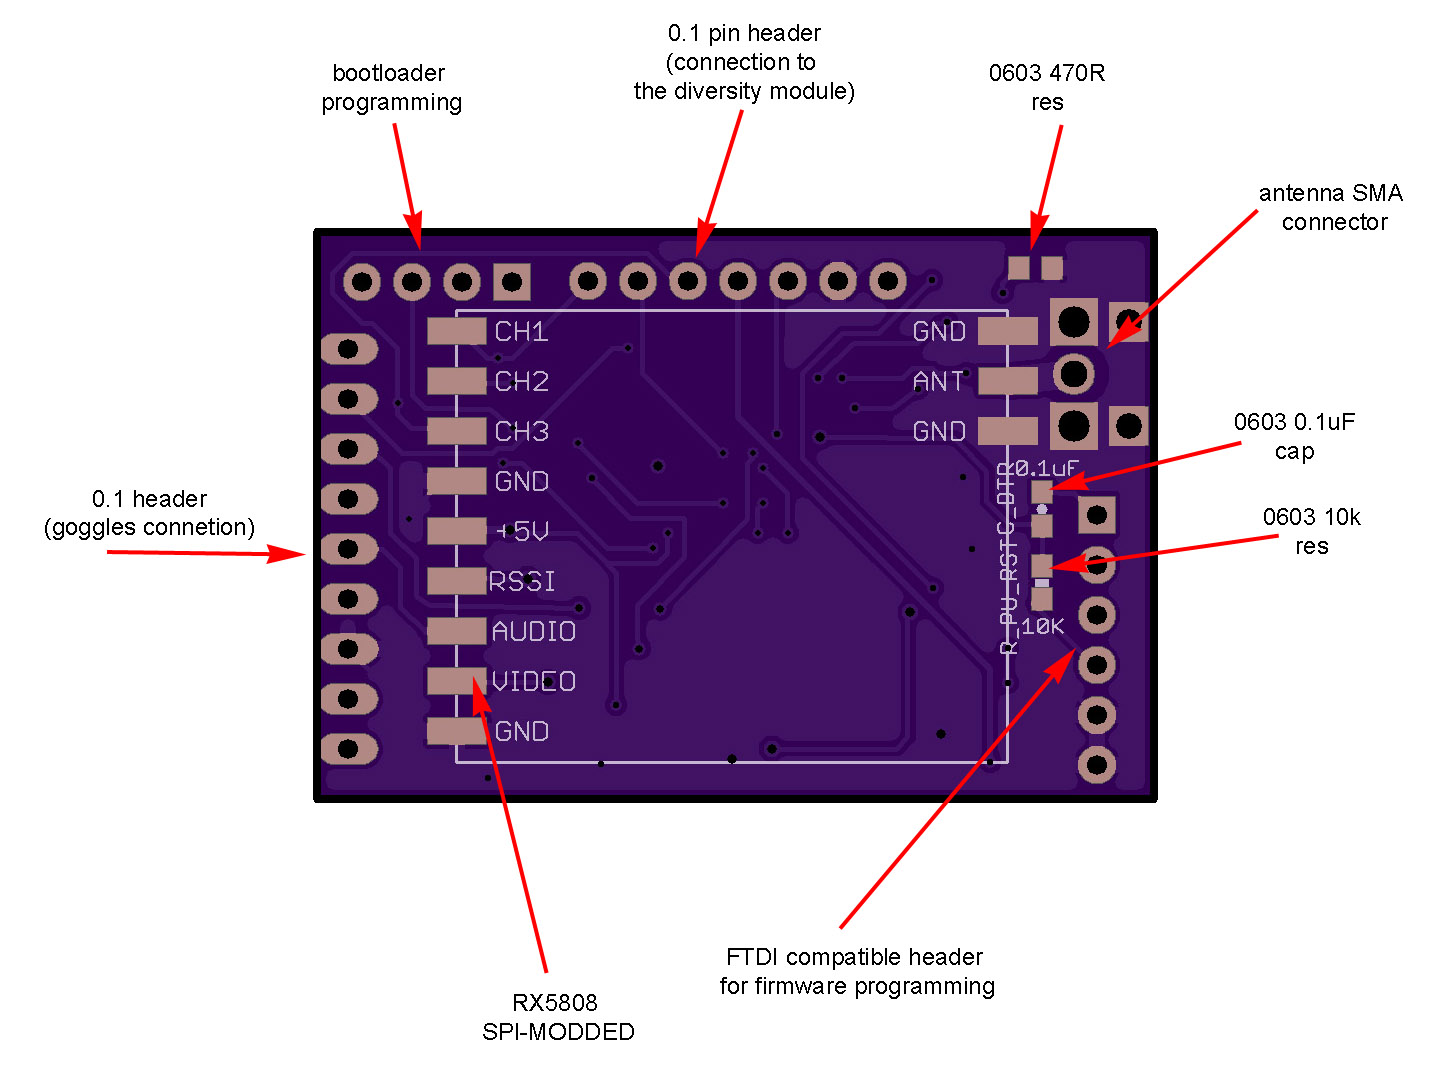 0.1 pin header
(connection to
the diversity module)
bootloader
programming
0603 470R
res
antenna SMA
connector
CH1
CH2
CH3
GND
+5V
RSSI
AUDIO
VIDEO
GND
GND
ANT
GND
0.1uF
C_DTR
R_PU_RST
10K
0603 0.1uF
cap
0603 10k
res
0.1 header
(goggles connetion)
FTDI compatible header
for firmware programming
RX5808
SPI-MODDED